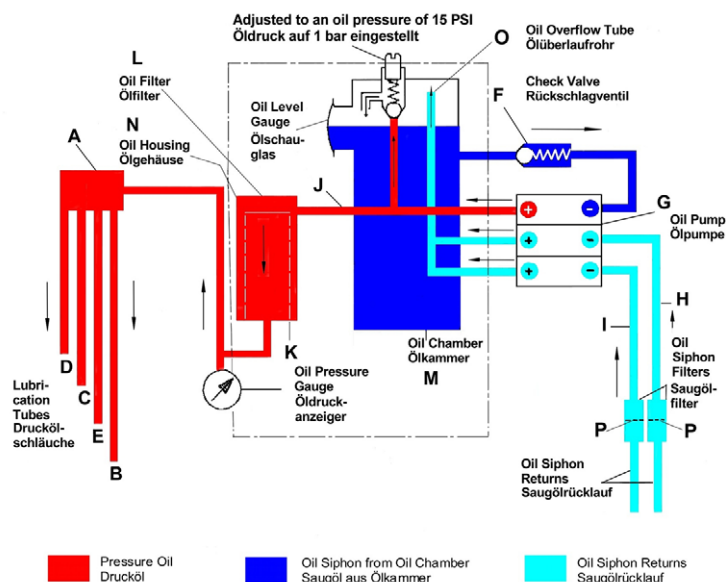 Adjusted to an oil pressure of 15 PSI
Öldruck auf 1 bar eingestellt
L
Oil Filter
Ölfilter
N
Oil Housing
Ölgehäuse
A
Oil Level
Gauge
Ölschau-
glas
O
Oil Overflow Tube
Ölüberlaufrohr
F
Check Valve
Rückschlagventil
J
G
Oil Pump
Ölpumpe
+
-
+
-
+
-
H
I
K
Oil Chamber
Ölkammer
M
Oil Pressure
Gauge
Öldruck-
anzeiger
Oil
Siphon
Filters
Saugöl-
filter
P
P
Oil Siphon
Returns
Saugölrücklauf
D
C
E
B
Lubri-
cation
Tubes
Drucköl-
schläuche
Pressure Oil
Drucköl
Oil Siphon from Oil Chamber
Saugöl aus Ölkammer
Oil Siphon Returns
Saugölrücklauf